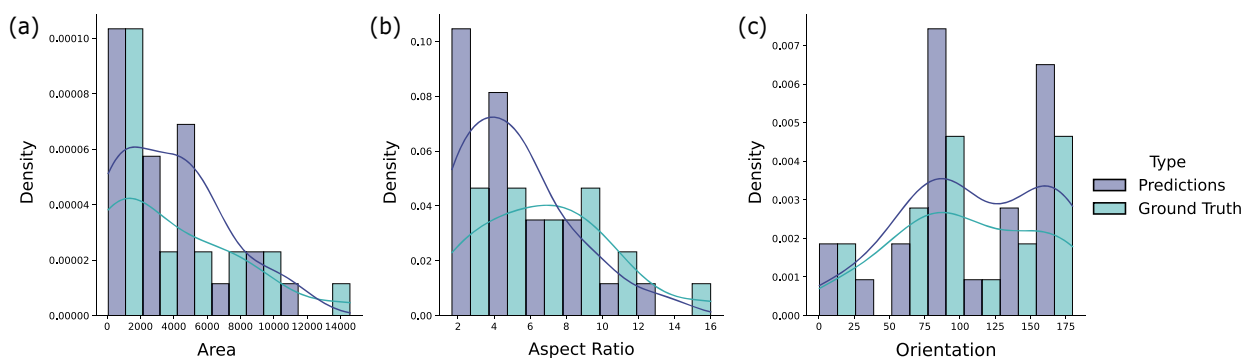 (a)
0.00010
0.00008
0.00006
0.00004
0.00002
0.00000
Density
0 2000 4000 6000 8000 10000 12000 14000
Area
(b)
0.10
0.08
0.06
0.04
0.02
0.00
Density
2 4 6 8 10 12 14 16
Aspect Ratio
(c)
0.007
0.006
0.005
0.004
0.003
0.002
0.001
0.000
Density
0 25 50 75 100 125 150 175
Orientation
Type
Predictions
Ground Truth